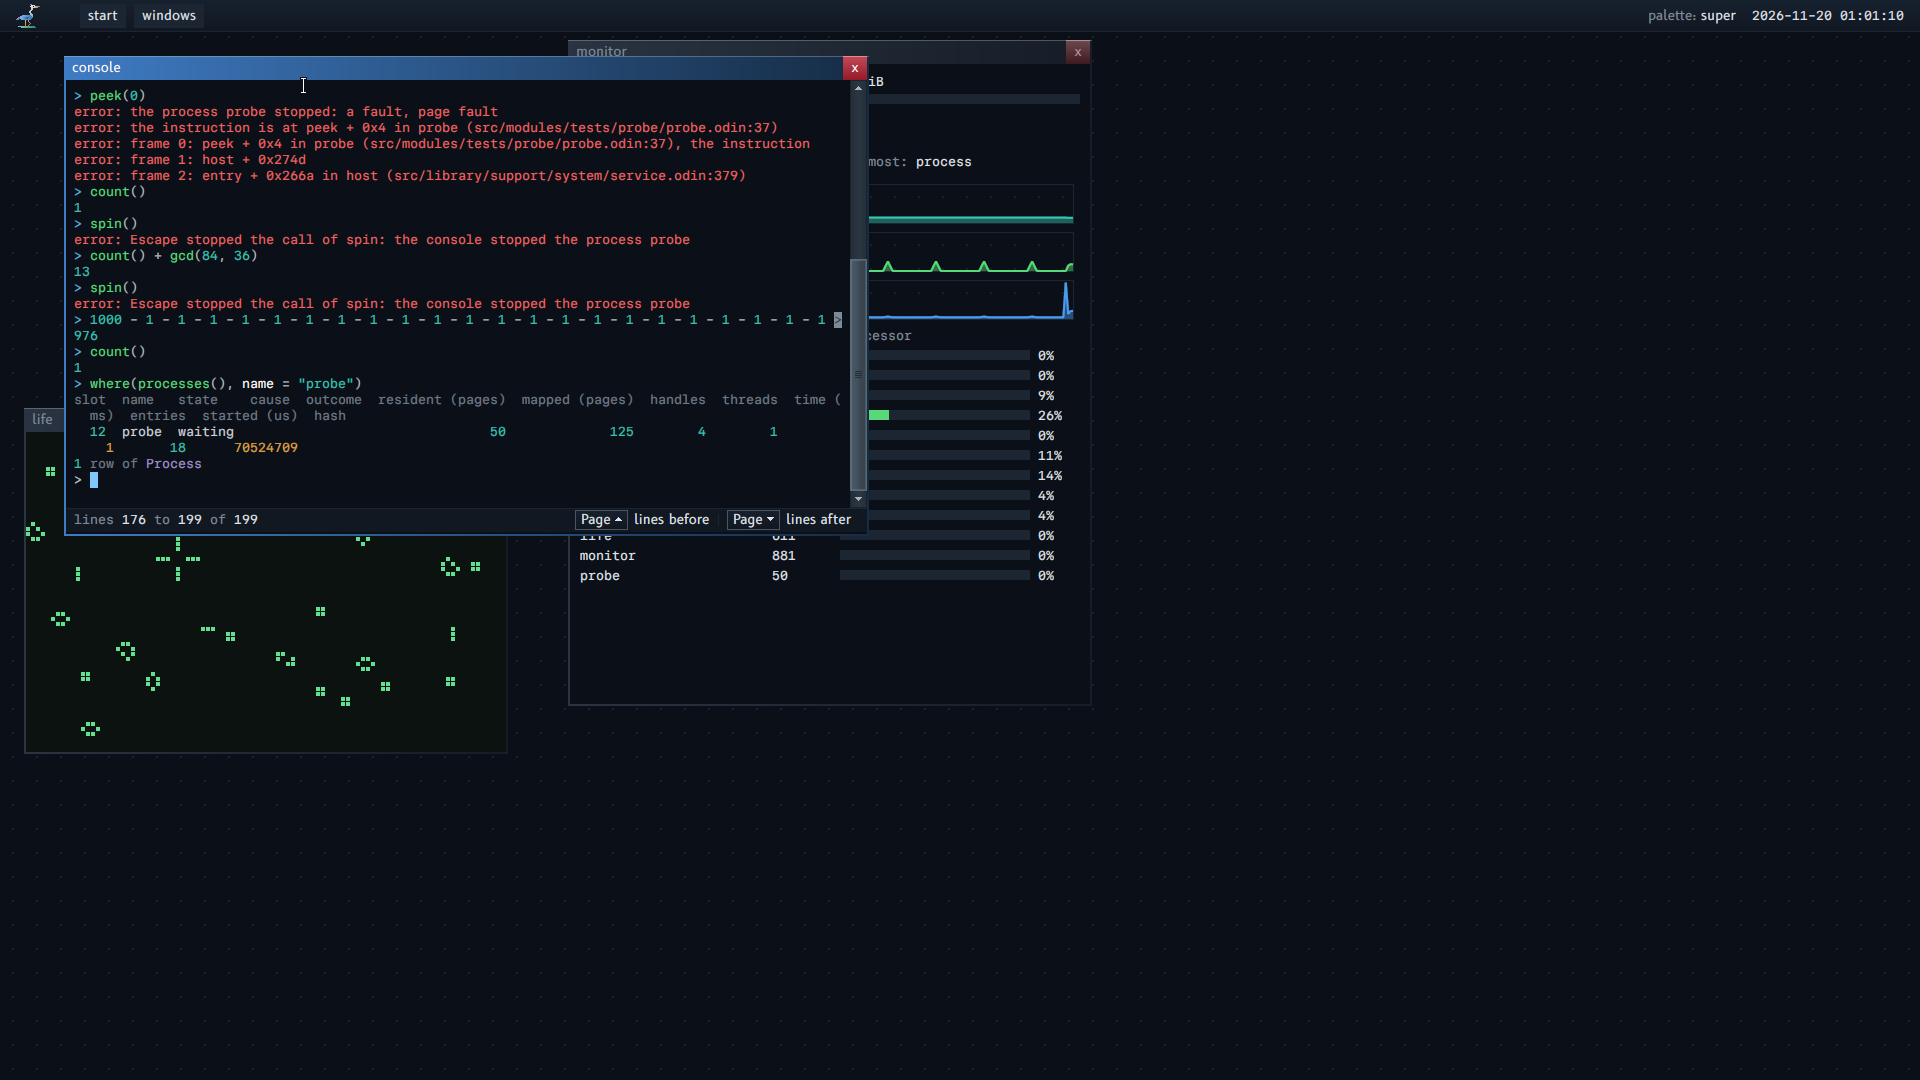 start windows palette: super 2026-11-20 01:01:10
monitor x
console x
iB
> peek(0)
error: the process probe stopped: a fault, page fault
error: the instruction is at peek + 0x4 in probe (src/modules/tests/probe/probe.odin:37)
error: frame 0: peek + 0x4 in probe (src/modules/tests/probe/probe.odin:37), the instruction
error: frame 1: host + 0x274d
error: frame 2: entry + 0x266a in host (src/library/support/system/service.odin:379)
> count()
1
> spin()
error: Escape stopped the call of spin: the console stopped the process probe
> count() + gcd(84, 36)
13
> spin()
error: Escape stopped the call of spin: the console stopped the process probe
> 1000 - 1 - 1 - 1 - 1 - 1 - 1 - 1 - 1 - 1 - 1 - 1 - 1 - 1 - 1 - 1 - 1 - 1 - 1 - 1 - 1 - 1 - 1 >
976
> count()
1
> where(processes(), name = "probe")
slot name state cause outcome resident (pages) mapped (pages) handles threads time (
ms) entries started (us) hash
12 probe waiting 50 125 4 1
1 18 70524709
1 row of Process
>
lines 176 to 199 of 199 Page lines before Page lines after
most: process
cessor
0%
0%
9%
26%
0%
11%
14%
4%
4%
0%
monitor 881 0%
probe 50 0%
life